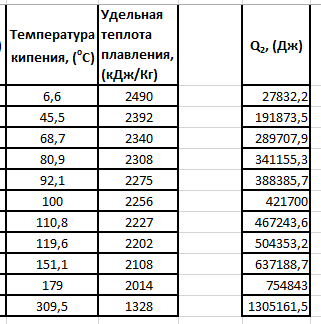 Температура кипения, (⁰С) Удельная теплота плавления, (кДж/Кг) Q₂, (Дж)
6,6 2490 27832,2
45,5 2392 191873,5
68,7 2340 289707,9
80,9 2308 341155,3
92,1 2275 388385,7
100 2256 421700
110,8 2227 467243,6
119,6 2202 504353,2
151,1 2108 637188,7
179 2014 754843
309,5 1328 1305161,5